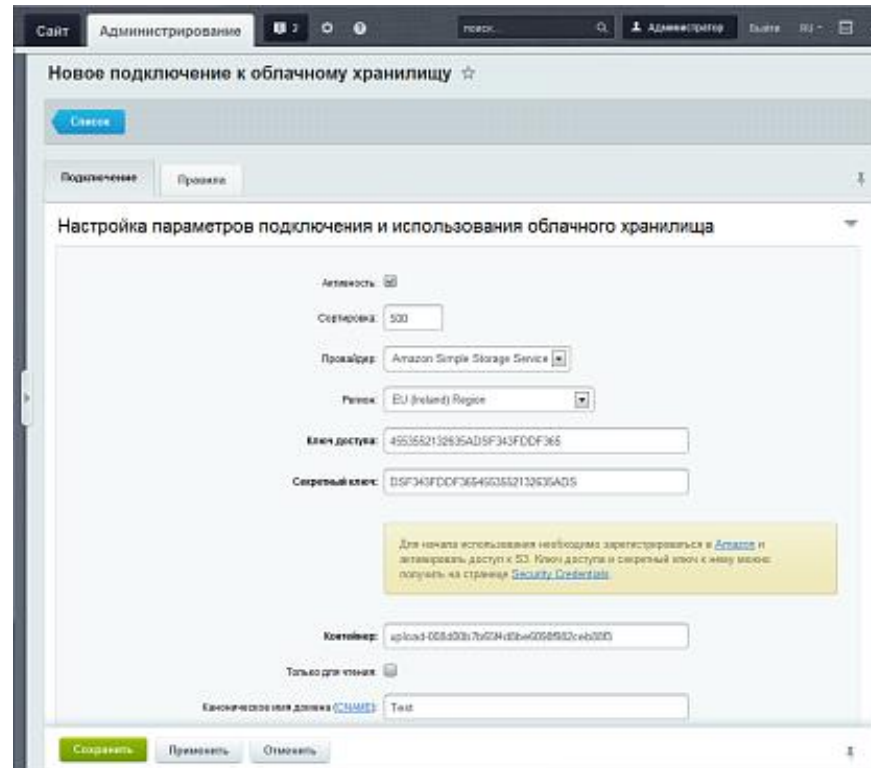 Сайт
Администрирование
2
поиск...
Администратор
Выйти
RU
Новое подключение к облачному хранилищу
Список
Подключение
Правила
Настройка параметров подключения и использования облачного хранилища
Активность:
Сортировка: 500
Провайдер: Amazon Simple Storage Service
Регион: EU (Ireland) Region
Ключ доступа: 4553552132635ADSF343FDDF365
Секретный ключ: DSF343FDDF3654553552132635ADS
Для начала использования необходимо зарегистрироваться в Amazon и
активировать доступ к S3. Ключ доступа и секретный ключ к нему можно
получить на странице Security Credentials.
Контейнер:
Только для чтения:
Каноническое имя домена (CNAME): Test
Сохранить
Применить
Отменить